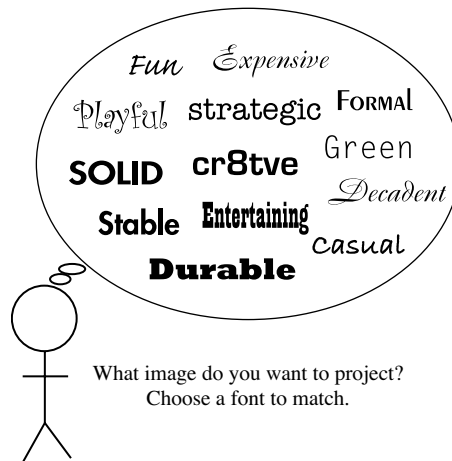 Fun Expensive
Playful strategic FORMAL
SOLID cr8tve Green
Decadent
Stable Entertaining
Casual
Durable
What image do you want to project?
Choose a font to match.